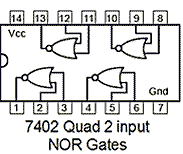 14 13 12 11 10 9 8
Vcc
Gnd
1 2 3 4 5 6 7
7402 Quad 2 input
NOR Gates